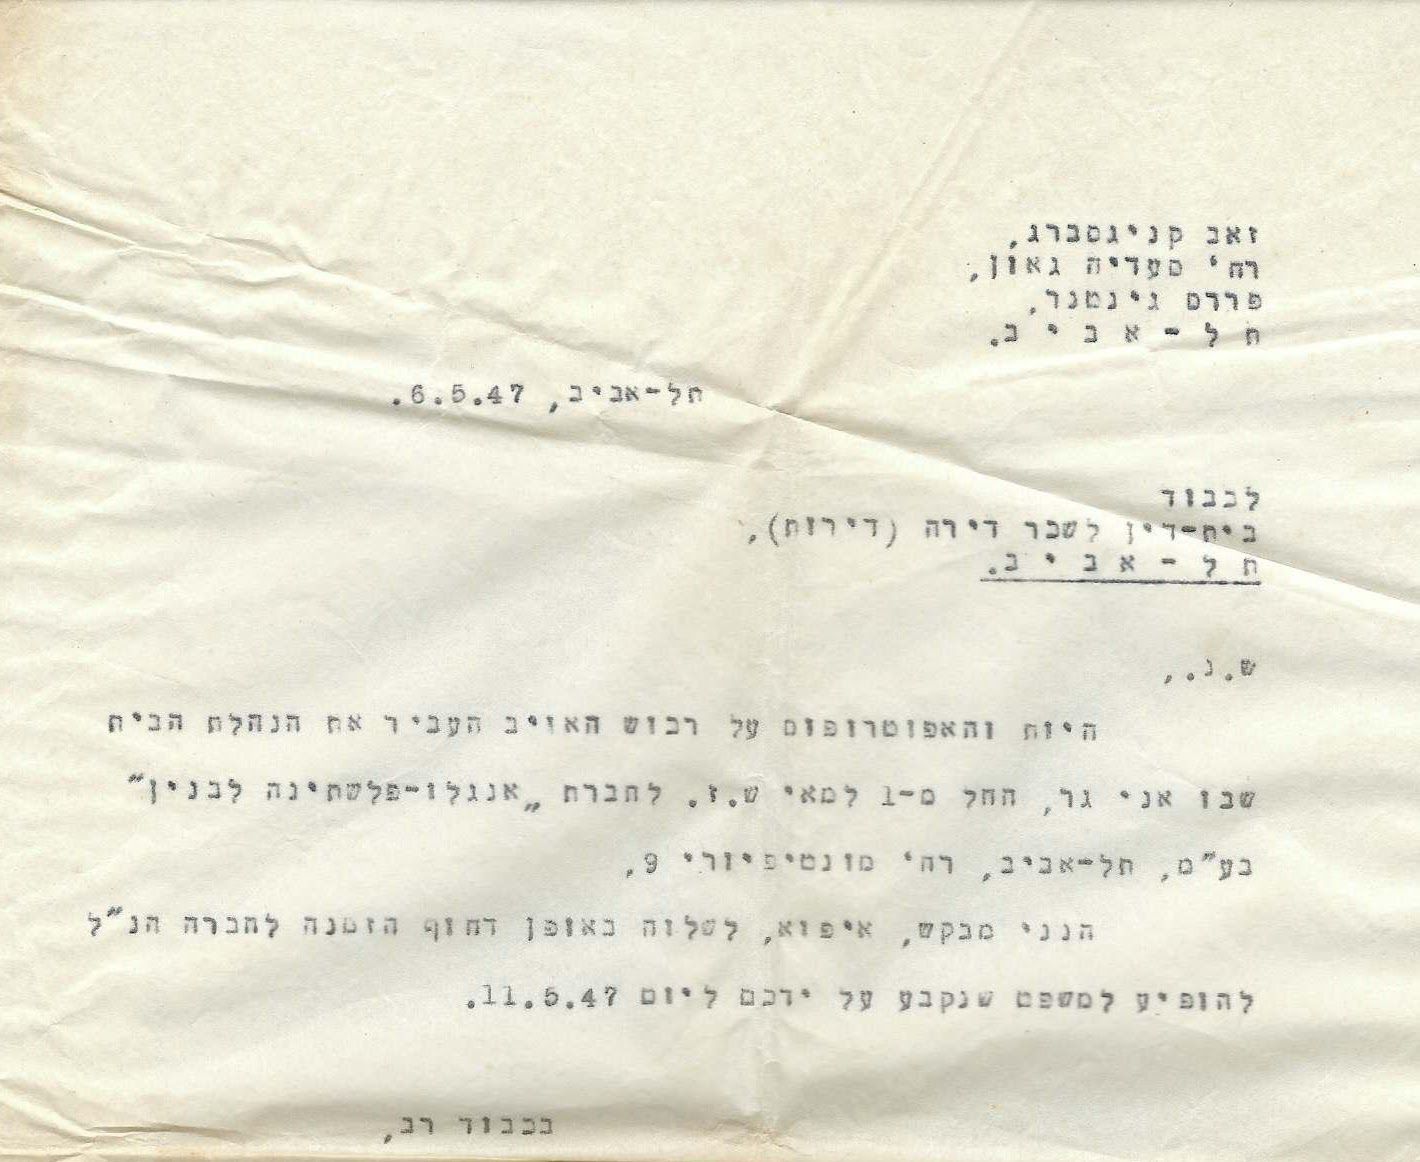 זאב קניגסברג,
רח' סעדיה גאון,
פרדס גינטנר,
ת ל - א ב י ב.
תל-אביב, 6.5.47.
לכבוד
בית-דין לשכר דירה (דירות),
ת ל - א ב י ב.
ש.נ.,
היות והאפוטרופוס על רכוש האויב העביר את הנהלת הבית
שבו אני גר, החל מ-1 למאי ש.ז. לחברת „אנגלו-פלשתינה לבנין"
בע"מ, תל-אביב, רח' מונטיפיורי 9,
הנני מבקש, איפוא, לשלוח באופן דחוף הזמנה לחברה הנ"ל
להופיע למשפט שנקבע על ידכם ליום 11.5.47.
בכבוד רב,